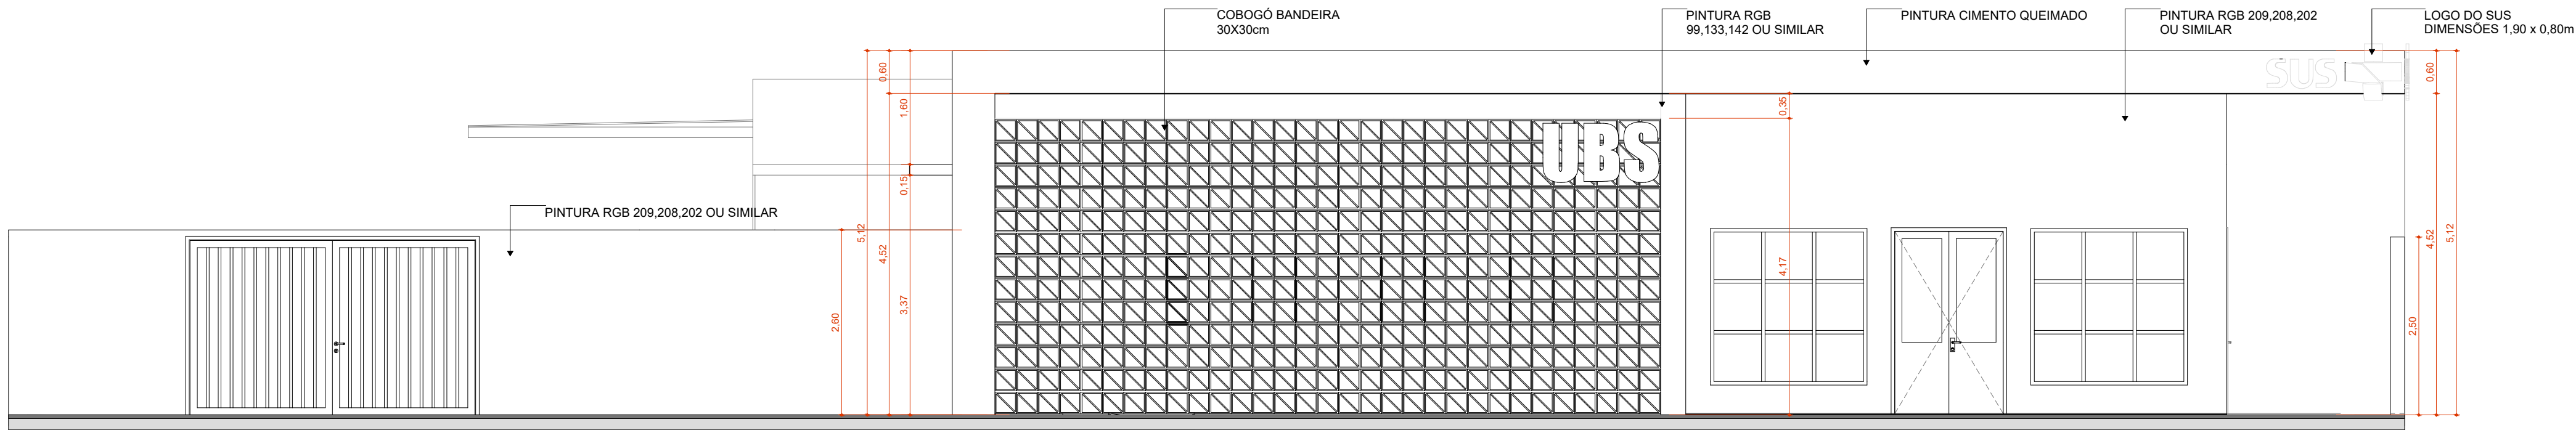 COBOGÓ BANDEIRA
30X30cm
PINTURA RGB
99,133,142 OU SIMILAR
PINTURA CIMENTO QUEIMADO
PINTURA RGB 209,208,202
OU SIMILAR
LOGO DO SUS
DIMENSÕES 1,90 x 0,80m
SUS
UBS
PINTURA RGB 209,208,202 OU SIMILAR
0,60
1,60
0,15
5,12
4,52
3,37
2,60
0,35
4,17
0,60
4,52
5,12
2,50